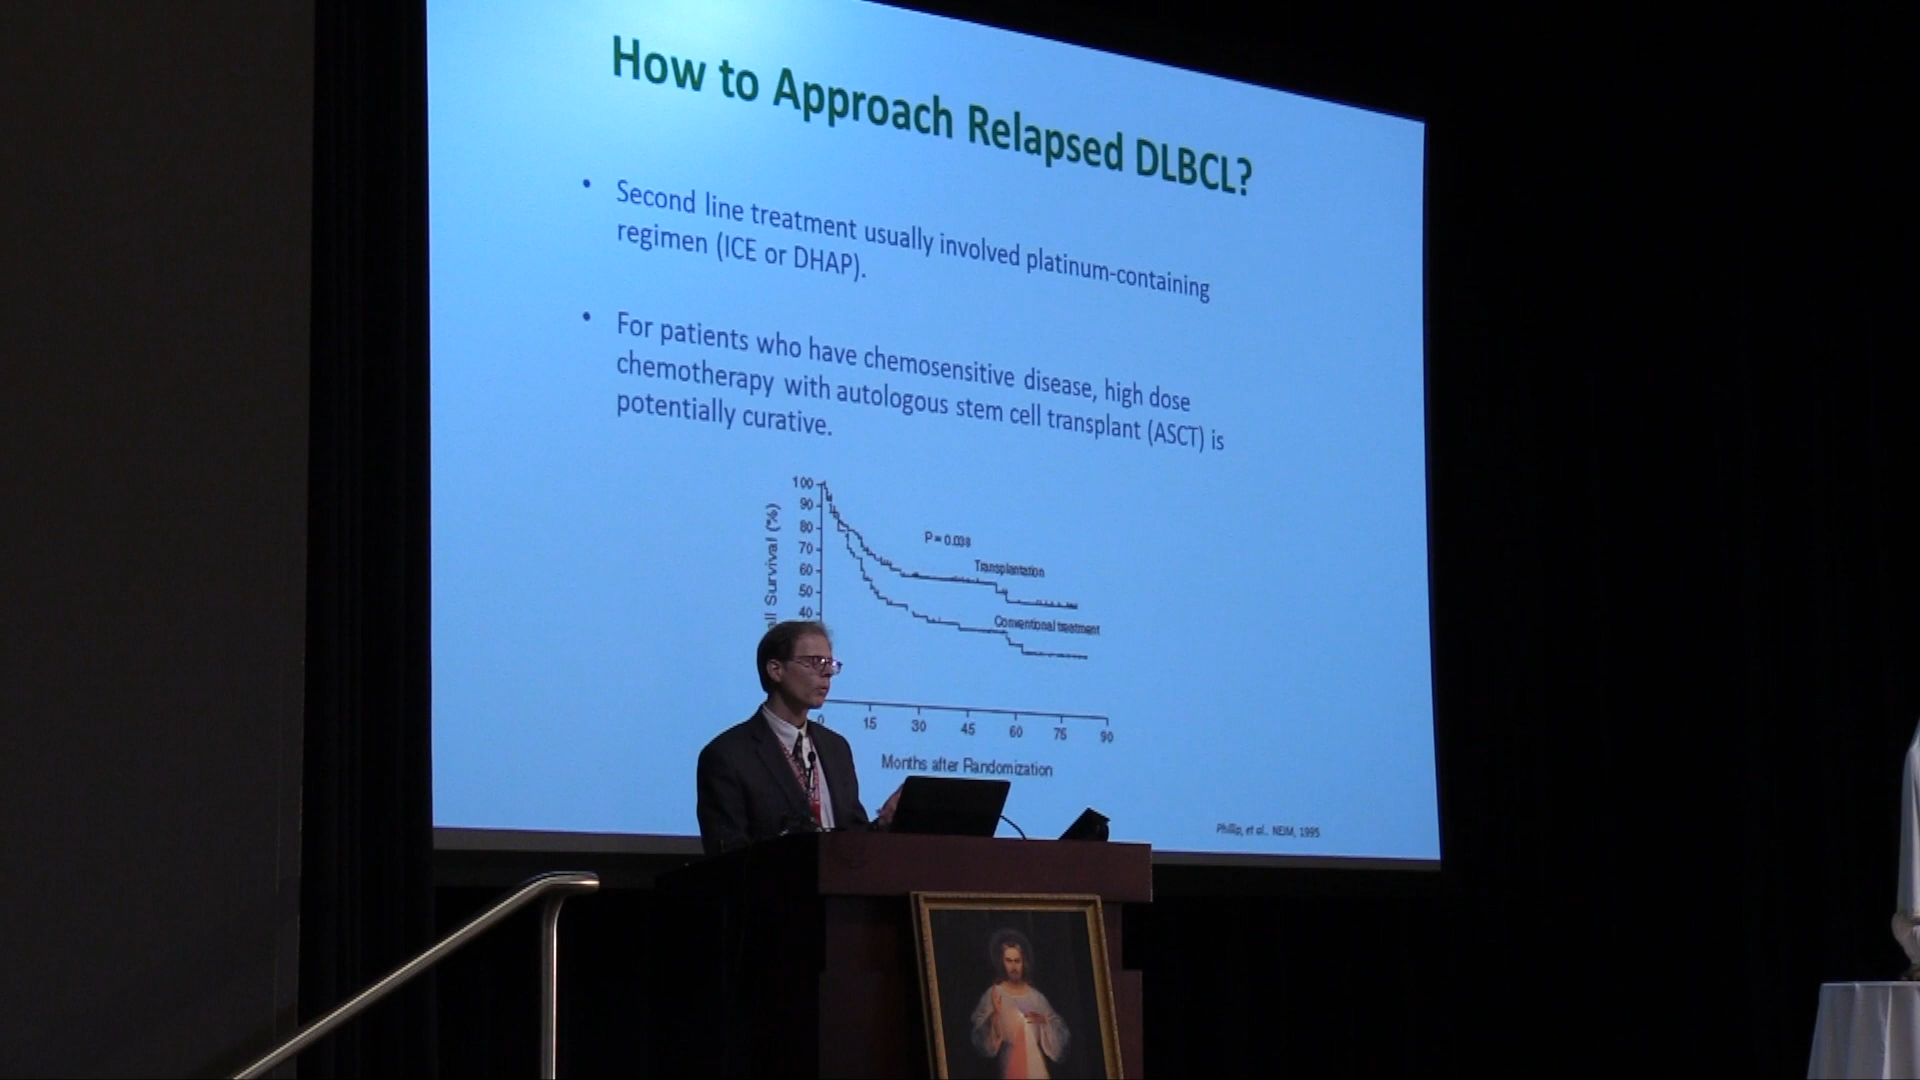 How to Approach Relapsed DLBCL?
• Second line treatment usually involved platinum-containing
regimen (ICE or DHAP).
• For patients who have chemosensitive disease, high dose
chemotherapy with autologous stem cell transplant (ASCT) is
potentially curative.
100
90
80
70
60
50
40
Survival (%)
P = 0.038
Transplantation
Conventional treatment
0 15 30 45 60 75 90
Months after Randomization
Phillip, et al.. NEJM, 1995